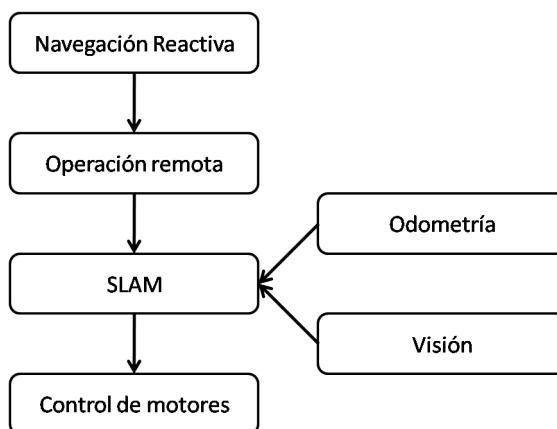 Navegación Reactiva
Operación remota
Odometría
SLAM
Visión
Control de motores